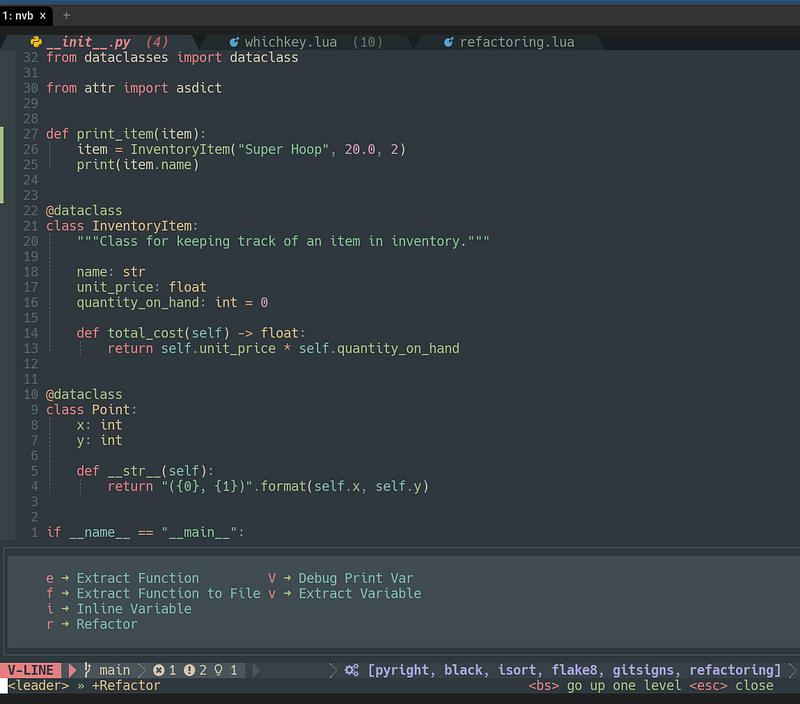 1: nvb × +
__init__.py (4) whichkey.lua (10) refactoring.lua
32 from dataclasses import dataclass
31
30 from attr import asdict
29
28
27 def print_item(item):
26 item = InventoryItem("Super Hoop", 20.0, 2)
25 print(item.name)
24
23
22 @dataclass
21 class InventoryItem:
20 """Class for keeping track of an item in inventory."""
19
18 name: str
17 unit_price: float
16 quantity_on_hand: int = 0
15
14 def total_cost(self) -> float:
13 return self.unit_price * self.quantity_on_hand
12
11
10 @dataclass
9 class Point:
8 x: int
7 y: int
6
5 def __str__(self):
4 return "({0}, {1})".format(self.x, self.y)
3
2
1 if __name__ == "__main__":
e → Extract Function V → Debug Print Var
f → Extract Function to File v → Extract Variable
i → Inline Variable
r → Refactor
V-LINE main 1 2 1 [pyright, black, isort, flake8, gitsigns, refactoring]
<leader> » +Refactor <bs> go up one level <esc> close